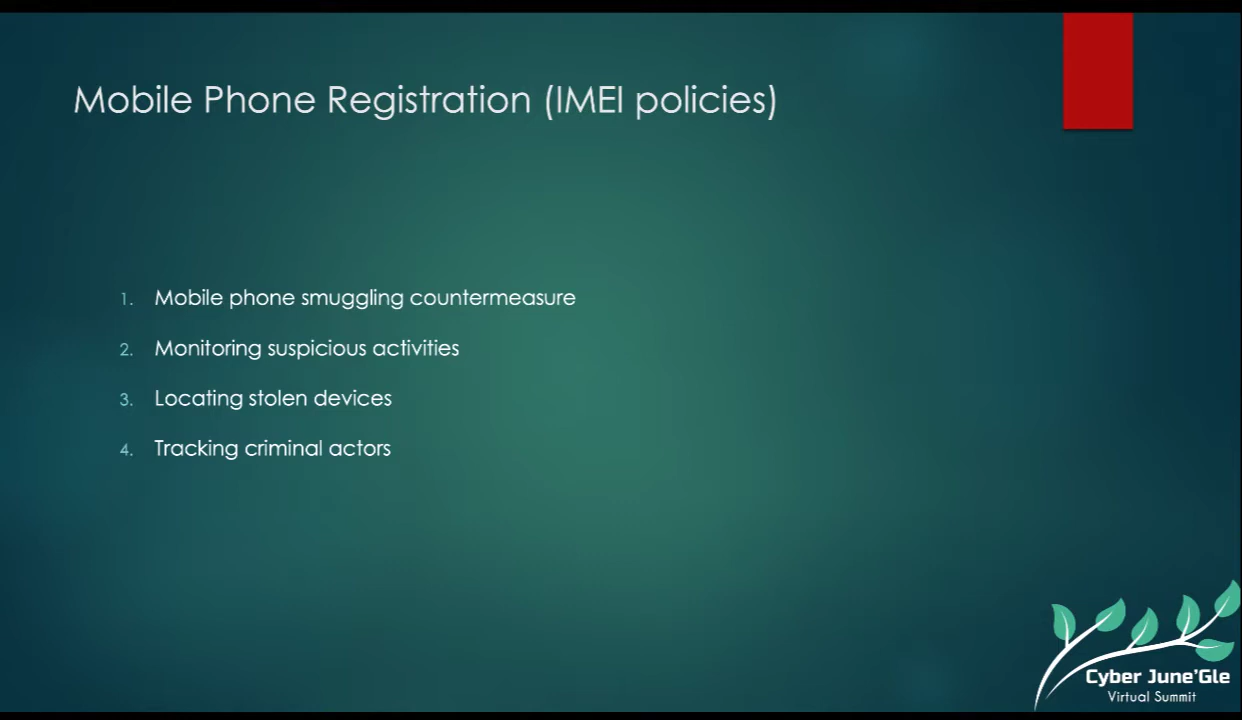 Mobile Phone Registration (IMEI policies)
1. Mobile phone smuggling countermeasure
2. Monitoring suspicious activities
3. Locating stolen devices
4. Tracking criminal actors
Cyber June'Gle
Virtual Summit